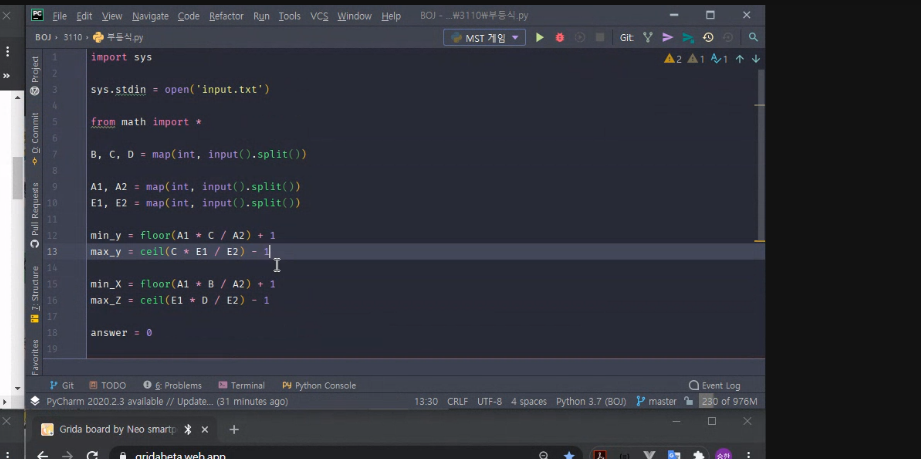 File Edit View Navigate Code Refactor Run Tools VCS Window Help BOJ - ...₩3110₩부등식.py
BOJ 3110 부등식.py MST 게임 Git:
1 import sys
2
3 sys.stdin = open('input.txt')
4
5 from math import *
6
7 B, C, D = map(int, input().split())
8
9 A1, A2 = map(int, input().split())
10 E1, E2 = map(int, input().split())
11
12 min_y = floor(A1 * C / A2) + 1
13 max_y = ceil(C * E1 / E2) - 1
14
15 min_X = floor(A1 * B / A2) + 1
16 max_Z = ceil(E1 * D / E2) - 1
17
18 answer = 0
19
2 1 1
Project
0: Commit
Pull Requests
7: Structure
Favorites
Git TODO 6: Problems Terminal Python Console Event Log
PyCharm 2020.2.3 available // Update... (31 minutes ago) 13:30 CRLF UTF-8 4 spaces Python 3.7 (BOJ) master 230 of 976M
Grida board by Neo smartp
gridabeta.web.app